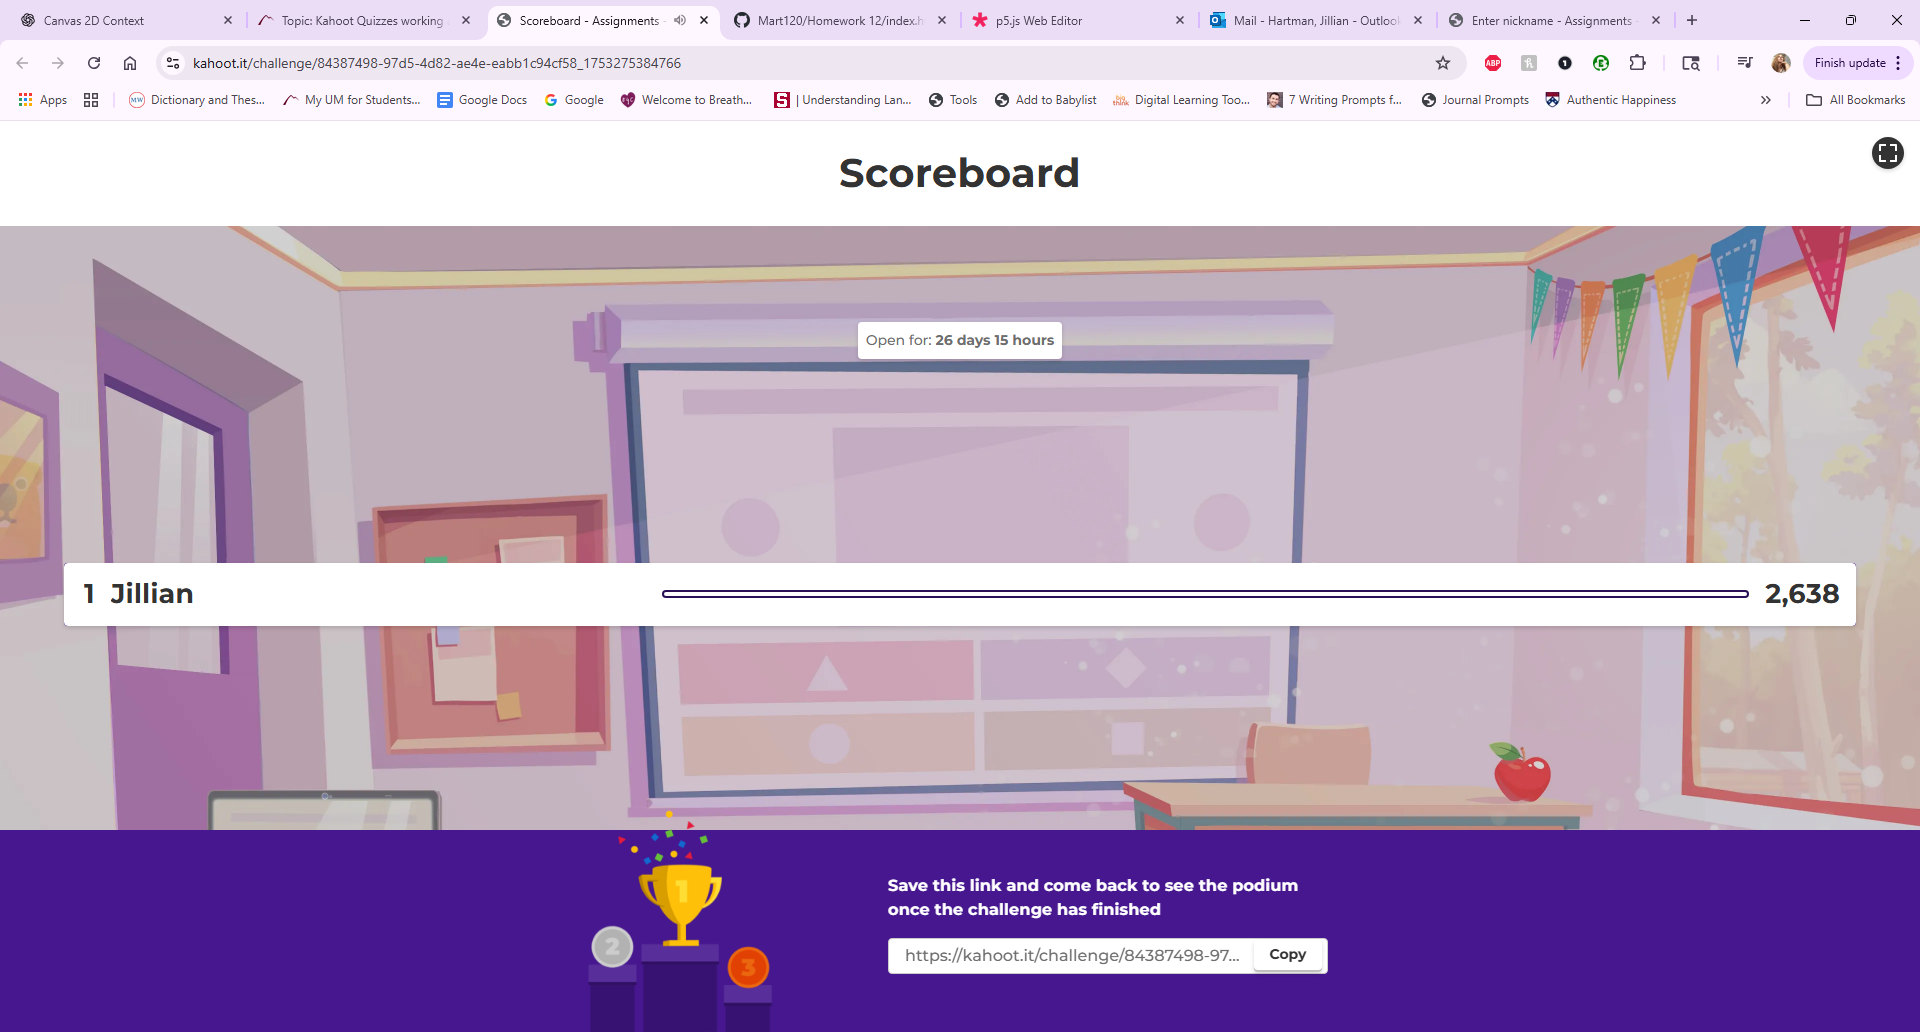 Canvas 2D Context
Topic: Kahoot Quizzes working
Scoreboard - Assignments -
Mart120/Homework 12/index.h
p5.js Web Editor
Mail - Hartman, Jillian - Outlook
Enter nickname - Assignments -
kahoot.it/challenge/84387498-97d5-4d82-ae4e-eabb1c94cf58_1753275384766
ABP
Finish update
Apps
Dictionary and Thes...
My UM for Students...
Google Docs
Google
Welcome to Breath...
| Understanding Lan...
Tools
Add to Babylist
Digital Learning Too...
7 Writing Prompts f...
Journal Prompts
Authentic Happiness
All Bookmarks
Scoreboard
Open for: 26 days 15 hours
1 Jillian 2,638
1
2
3
Save this link and come back to see the podium
once the challenge has finished
https://kahoot.it/challenge/84387498-97...
Copy